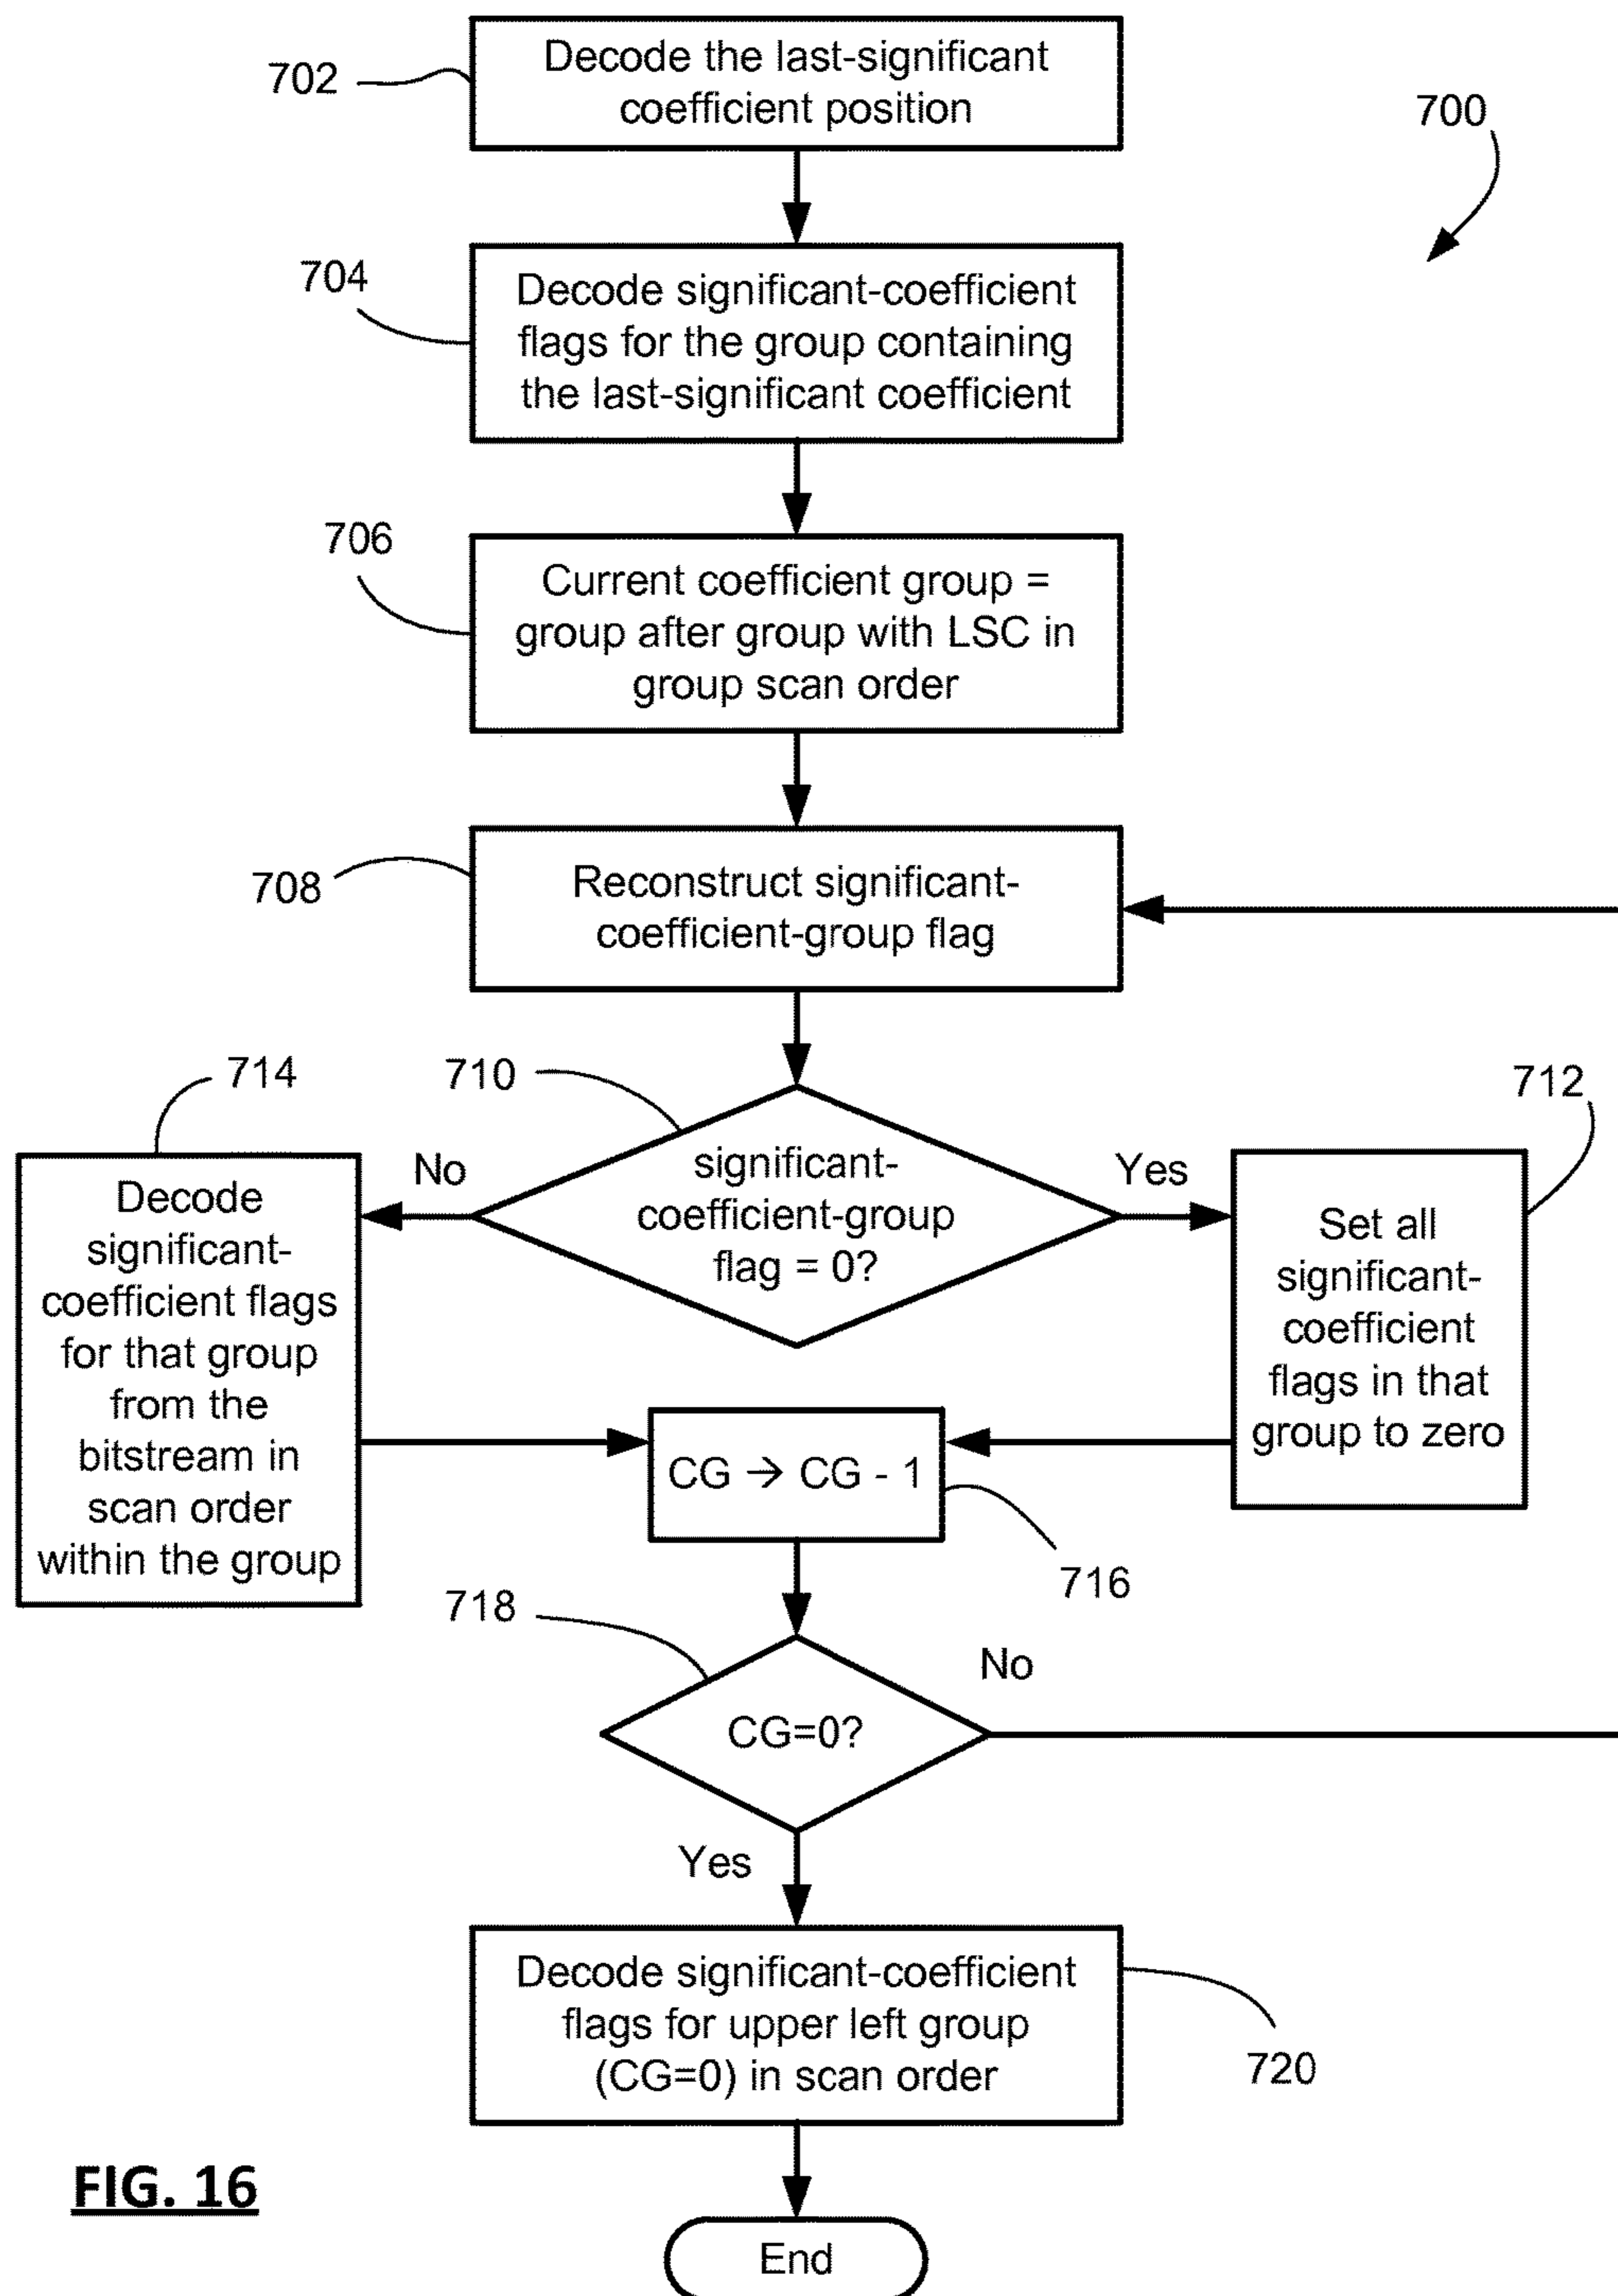 702
Decode the last-significant
coefficient position
700
704
Decode significant-coefficient
flags for the group containing
the last-significant coefficient
706
Current coefficient group =
group after group with LSC in
group scan order
708
Reconstruct significant-
coefficient-group flag
714
710
712
No
significant-
coefficient-group
flag = 0?
Yes
Decode
significant-
coefficient flags
for that group
from the
bitstream in
scan order
within the group
Set all
significant-
coefficient
flags in that
group to zero
CG → CG - 1
716
718
CG=0?
No
Yes
Decode significant-coefficient
flags for upper left group
(CG=0) in scan order
720
FIG. 16
End